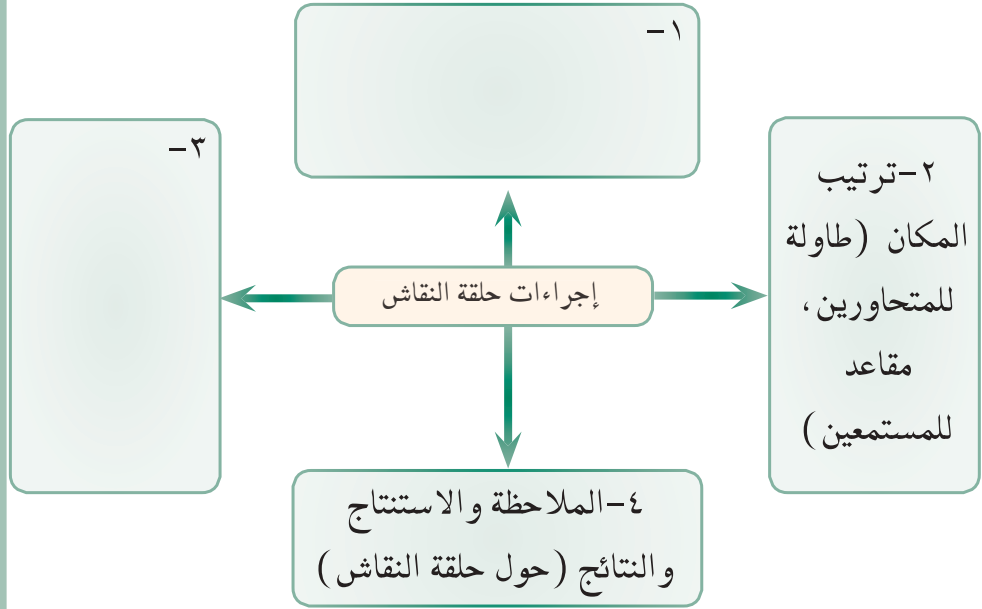 ١-
٢-ترتيب
المكان (طاولة
للمتحاورين،
مقاعد
للمستمعين)
٣-
إجراءات حلقة النقاش
٤-الملاحظة والاستنتاج
والنتائج (حول حلقة النقاش)